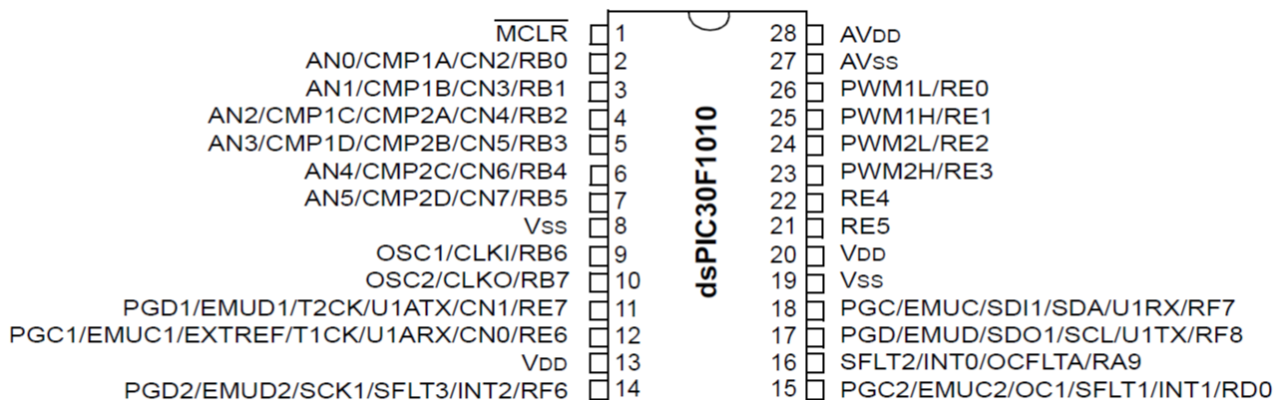 MCLR 1 28 AVDD
AN0/CMP1A/CN2/RB0 2 27 AVSS
AN1/CMP1B/CN3/RB1 3 26 PWM1L/RE0
AN2/CMP1C/CMP2A/CN4/RB2 4 25 PWM1H/RE1
AN3/CMP1D/CMP2B/CN5/RB3 5 24 PWM2L/RE2
AN4/CMP2C/CN6/RB4 6 23 PWM2H/RE3
AN5/CMP2D/CN7/RB5 7 22 RE4
VSS 8 21 RE5
OSC1/CLKI/RB6 9 20 VDD
OSC2/CLKO/RB7 10 19 VSS
PGD1/EMUD1/T2CK/U1ATX/CN1/RE7 11 18 PGC/EMUC/SDI1/SDA/U1RX/RF7
PGC1/EMUC1/EXTREF/T1CK/U1ARX/CN0/RE6 12 17 PGD/EMUD/SDO1/SCL/U1TX/RF8
VDD 13 16 SFLT2/INT0/OCFLTA/RA9
PGD2/EMUD2/SCK1/SFLT3/INT2/RF6 14 15 PGC2/EMUC2/OC1/SFLT1/INT1/RD0
dsPIC30F1010